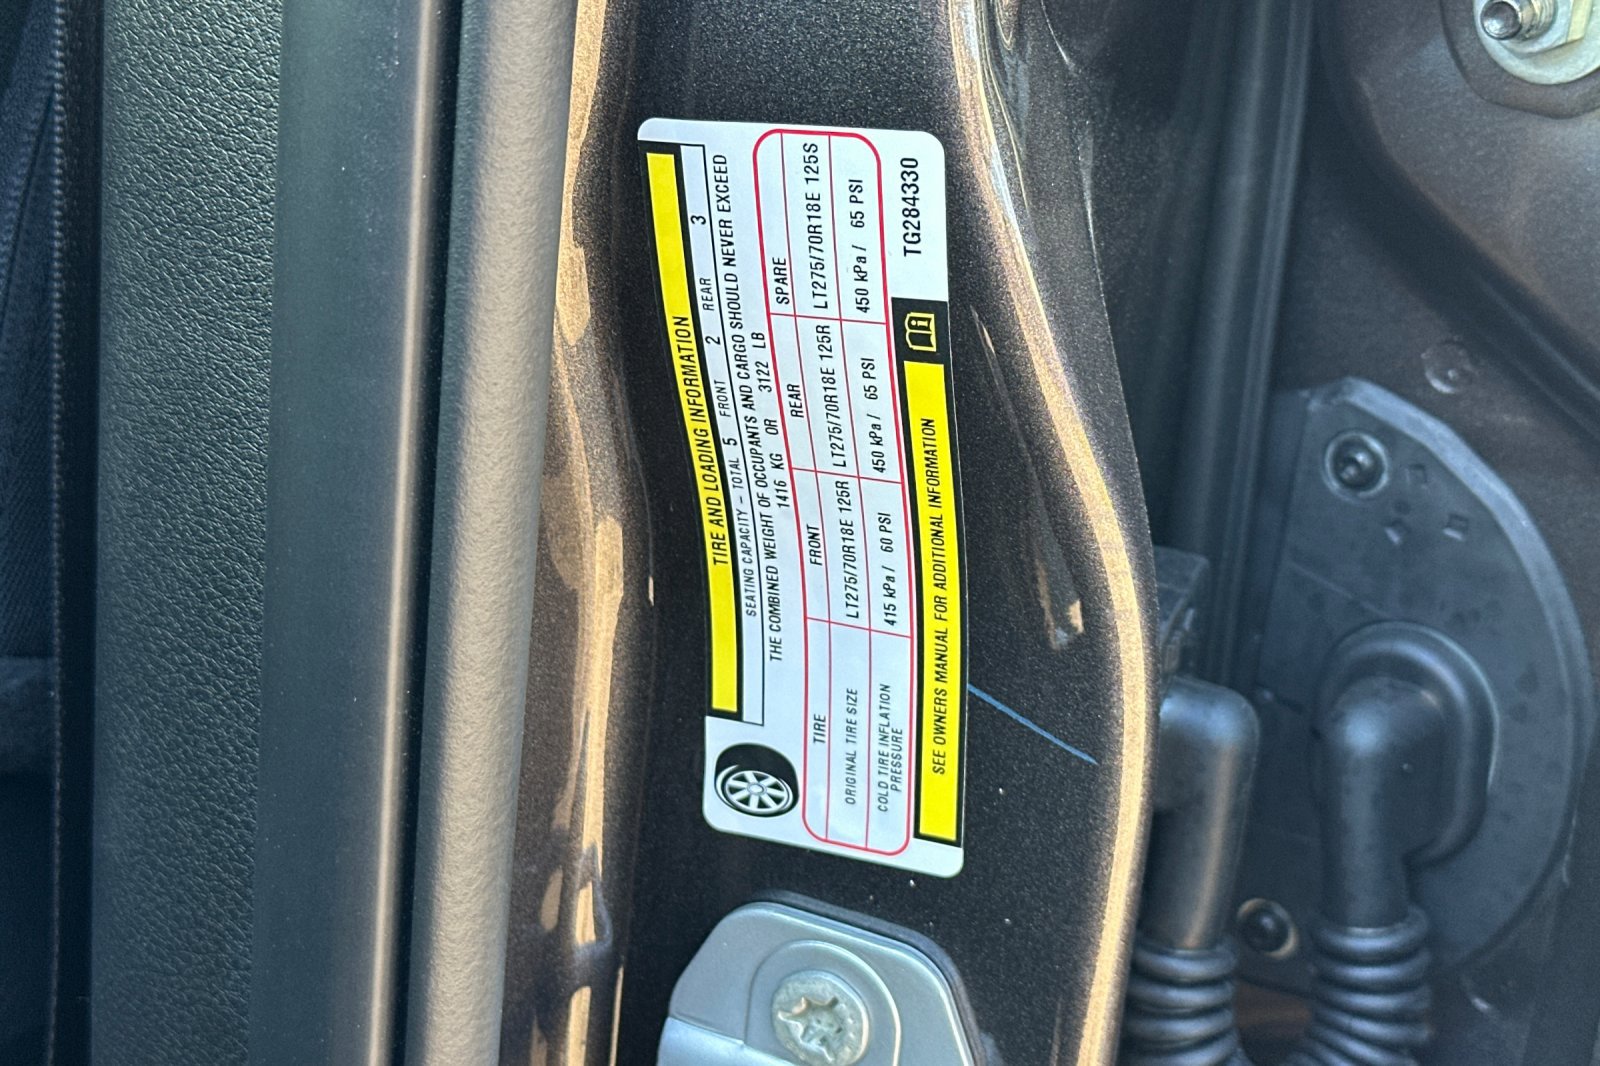 TIRE AND LOADING INFORMATION
SEATING CAPACITY – TOTAL 5 FRONT 2 REAR 3
THE COMBINED WEIGHT OF OCCUPANTS AND CARGO SHOULD NEVER EXCEED
1416 KG OR 3122 LB
TIRE FRONT REAR SPARE
ORIGINAL TIRE SIZE LT275/70R18E 125R LT275/70R18E 125R LT275/70R18E 125S
COLD TIRE INFLATION
PRESSURE 415 kPa / 60 PSI 450 kPa / 65 PSI 450 kPa / 65 PSI
SEE OWNERS MANUAL FOR ADDITIONAL INFORMATION
TG284330